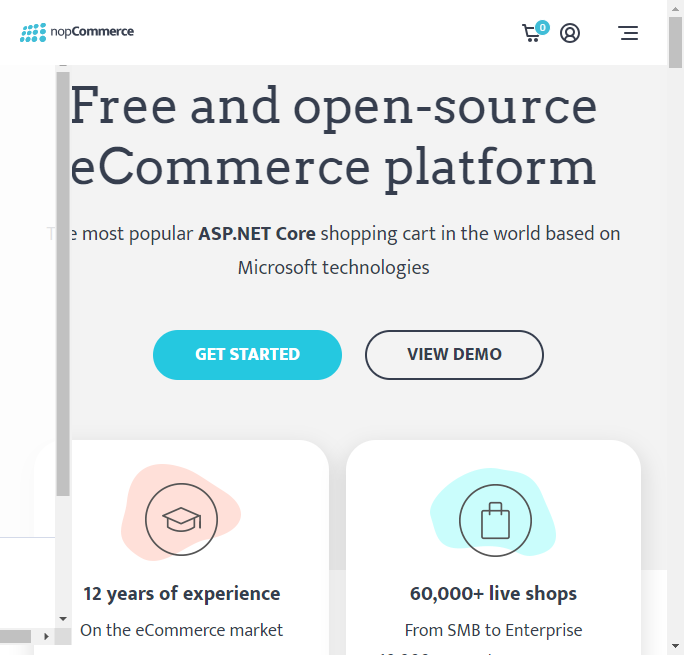 nopCommerce
0
Free and open-source
eCommerce platform
The most popular ASP.NET Core shopping cart in the world based on
Microsoft technologies
GET STARTED
VIEW DEMO
12 years of experience
60,000+ live shops
On the eCommerce market
From SMB to Enterprise